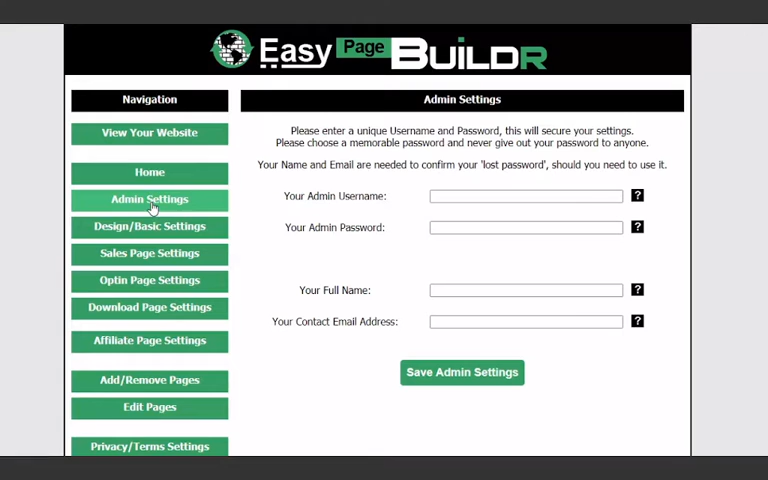 Easy Page BUiLDR
Navigation
View Your Website
Home
Admin Settings
Design/Basic Settings
Sales Page Settings
Optin Page Settings
Download Page Settings
Affiliate Page Settings
Add/Remove Pages
Edit Pages
Privacy/Terms Settings
Admin Settings
Please enter a unique Username and Password, this will secure your settings.
Please choose a memorable password and never give out your password to anyone.
Your Name and Email are needed to confirm your 'lost password', should you need to use it.
Your Admin Username: ?
Your Admin Password: ?
Your Full Name: ?
Your Contact Email Address: ?
Save Admin Settings